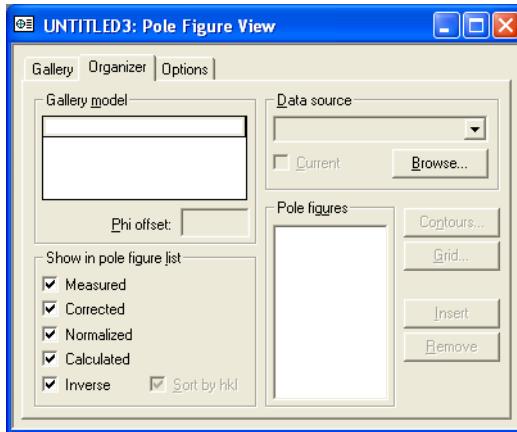 UNTITLED3: Pole Figure View
Gallery Organizer Options
Gallery model
Phi offset:
Show in pole figure list
Measured
Corrected
Normalized
Calculated
Inverse Sort by hkl
Data source
Current Browse...
Pole figures
Contours...
Grid...
Insert
Remove